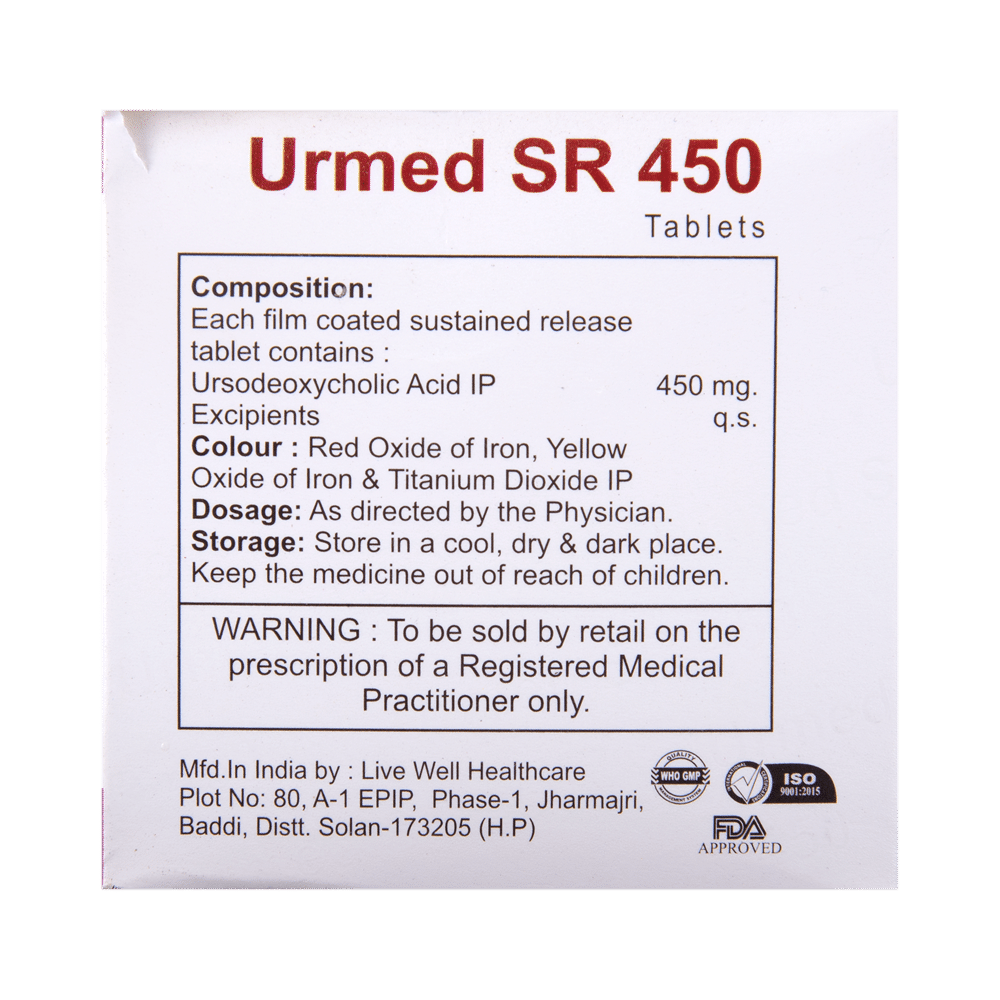 Urmed SR 450
Tablets
Composition:
Each film coated sustained release
tablet contains :
Ursodeoxycholic Acid IP 450 mg.
Excipients q.s.
Colour : Red Oxide of Iron, Yellow
Oxide of Iron & Titanium Dioxide IP
Dosage: As directed by the Physician.
Storage: Store in a cool, dry & dark place.
Keep the medicine out of reach of children.
WARNING : To be sold by retail on the
prescription of a Registered Medical
Practitioner only.
Mfd.In India by : Live Well Healthcare
Plot No: 80, A-1 EPIP, Phase-1, Jharmajri,
Baddi, Distt. Solan-173205 (H.P)
QUALITY
WHO GMP
MANAGEMENT SYSTEM
ISO
9001:2015
FDA
APPROVED